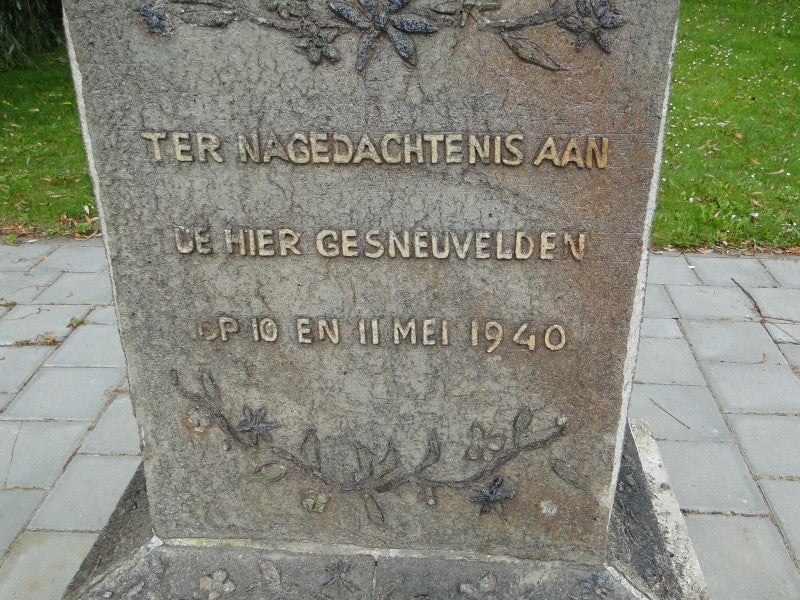 TER NAGEDACHTENIS AAN
DE HIER GESNEUVELDEN
OP 10 EN 11 MEI 1940